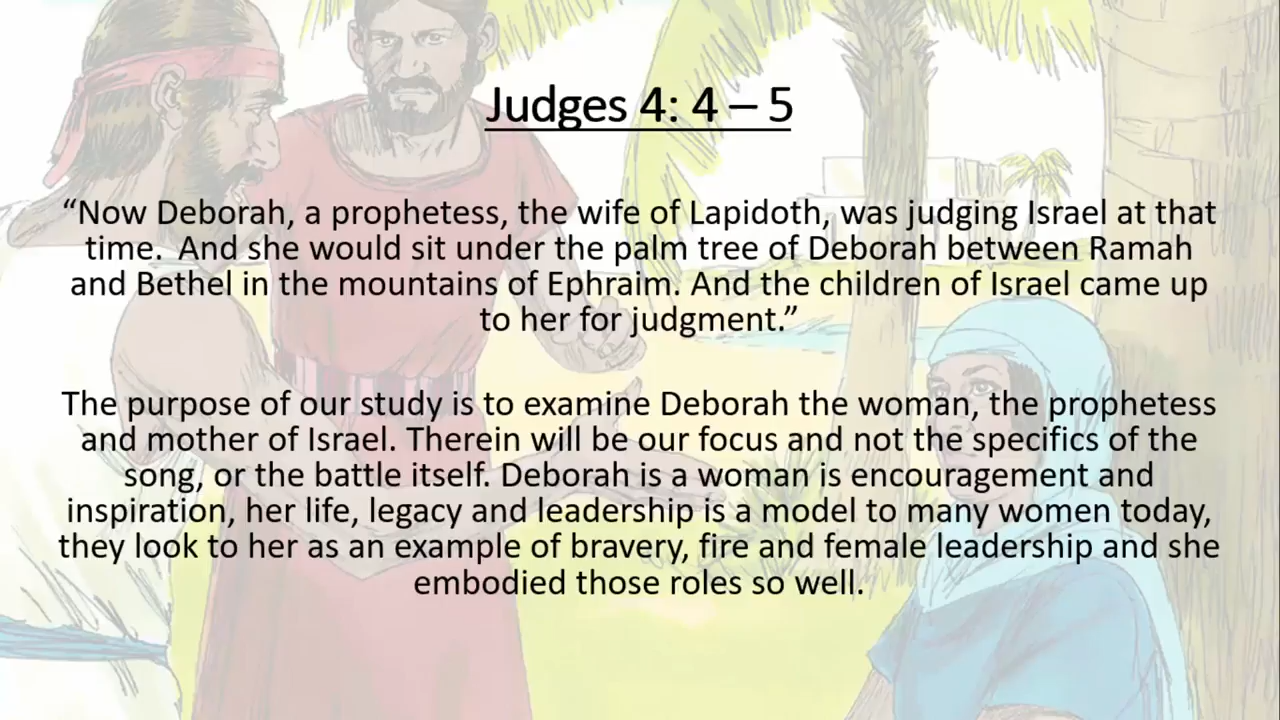 Judges 4: 4 – 5
“Now Deborah, a prophetess, the wife of Lapidoth, was judging Israel at that
time.  And she would sit under the palm tree of Deborah between Ramah
and Bethel in the mountains of Ephraim. And the children of Israel came up
to her for judgment.”
The purpose of our study is to examine Deborah the woman, the prophetess
and mother of Israel. Therein will be our focus and not the specifics of the
song, or the battle itself. Deborah is a woman is encouragement and
inspiration, her life, legacy and leadership is a model to many women today,
they look to her as an example of bravery, fire and female leadership and she
embodied those roles so well.